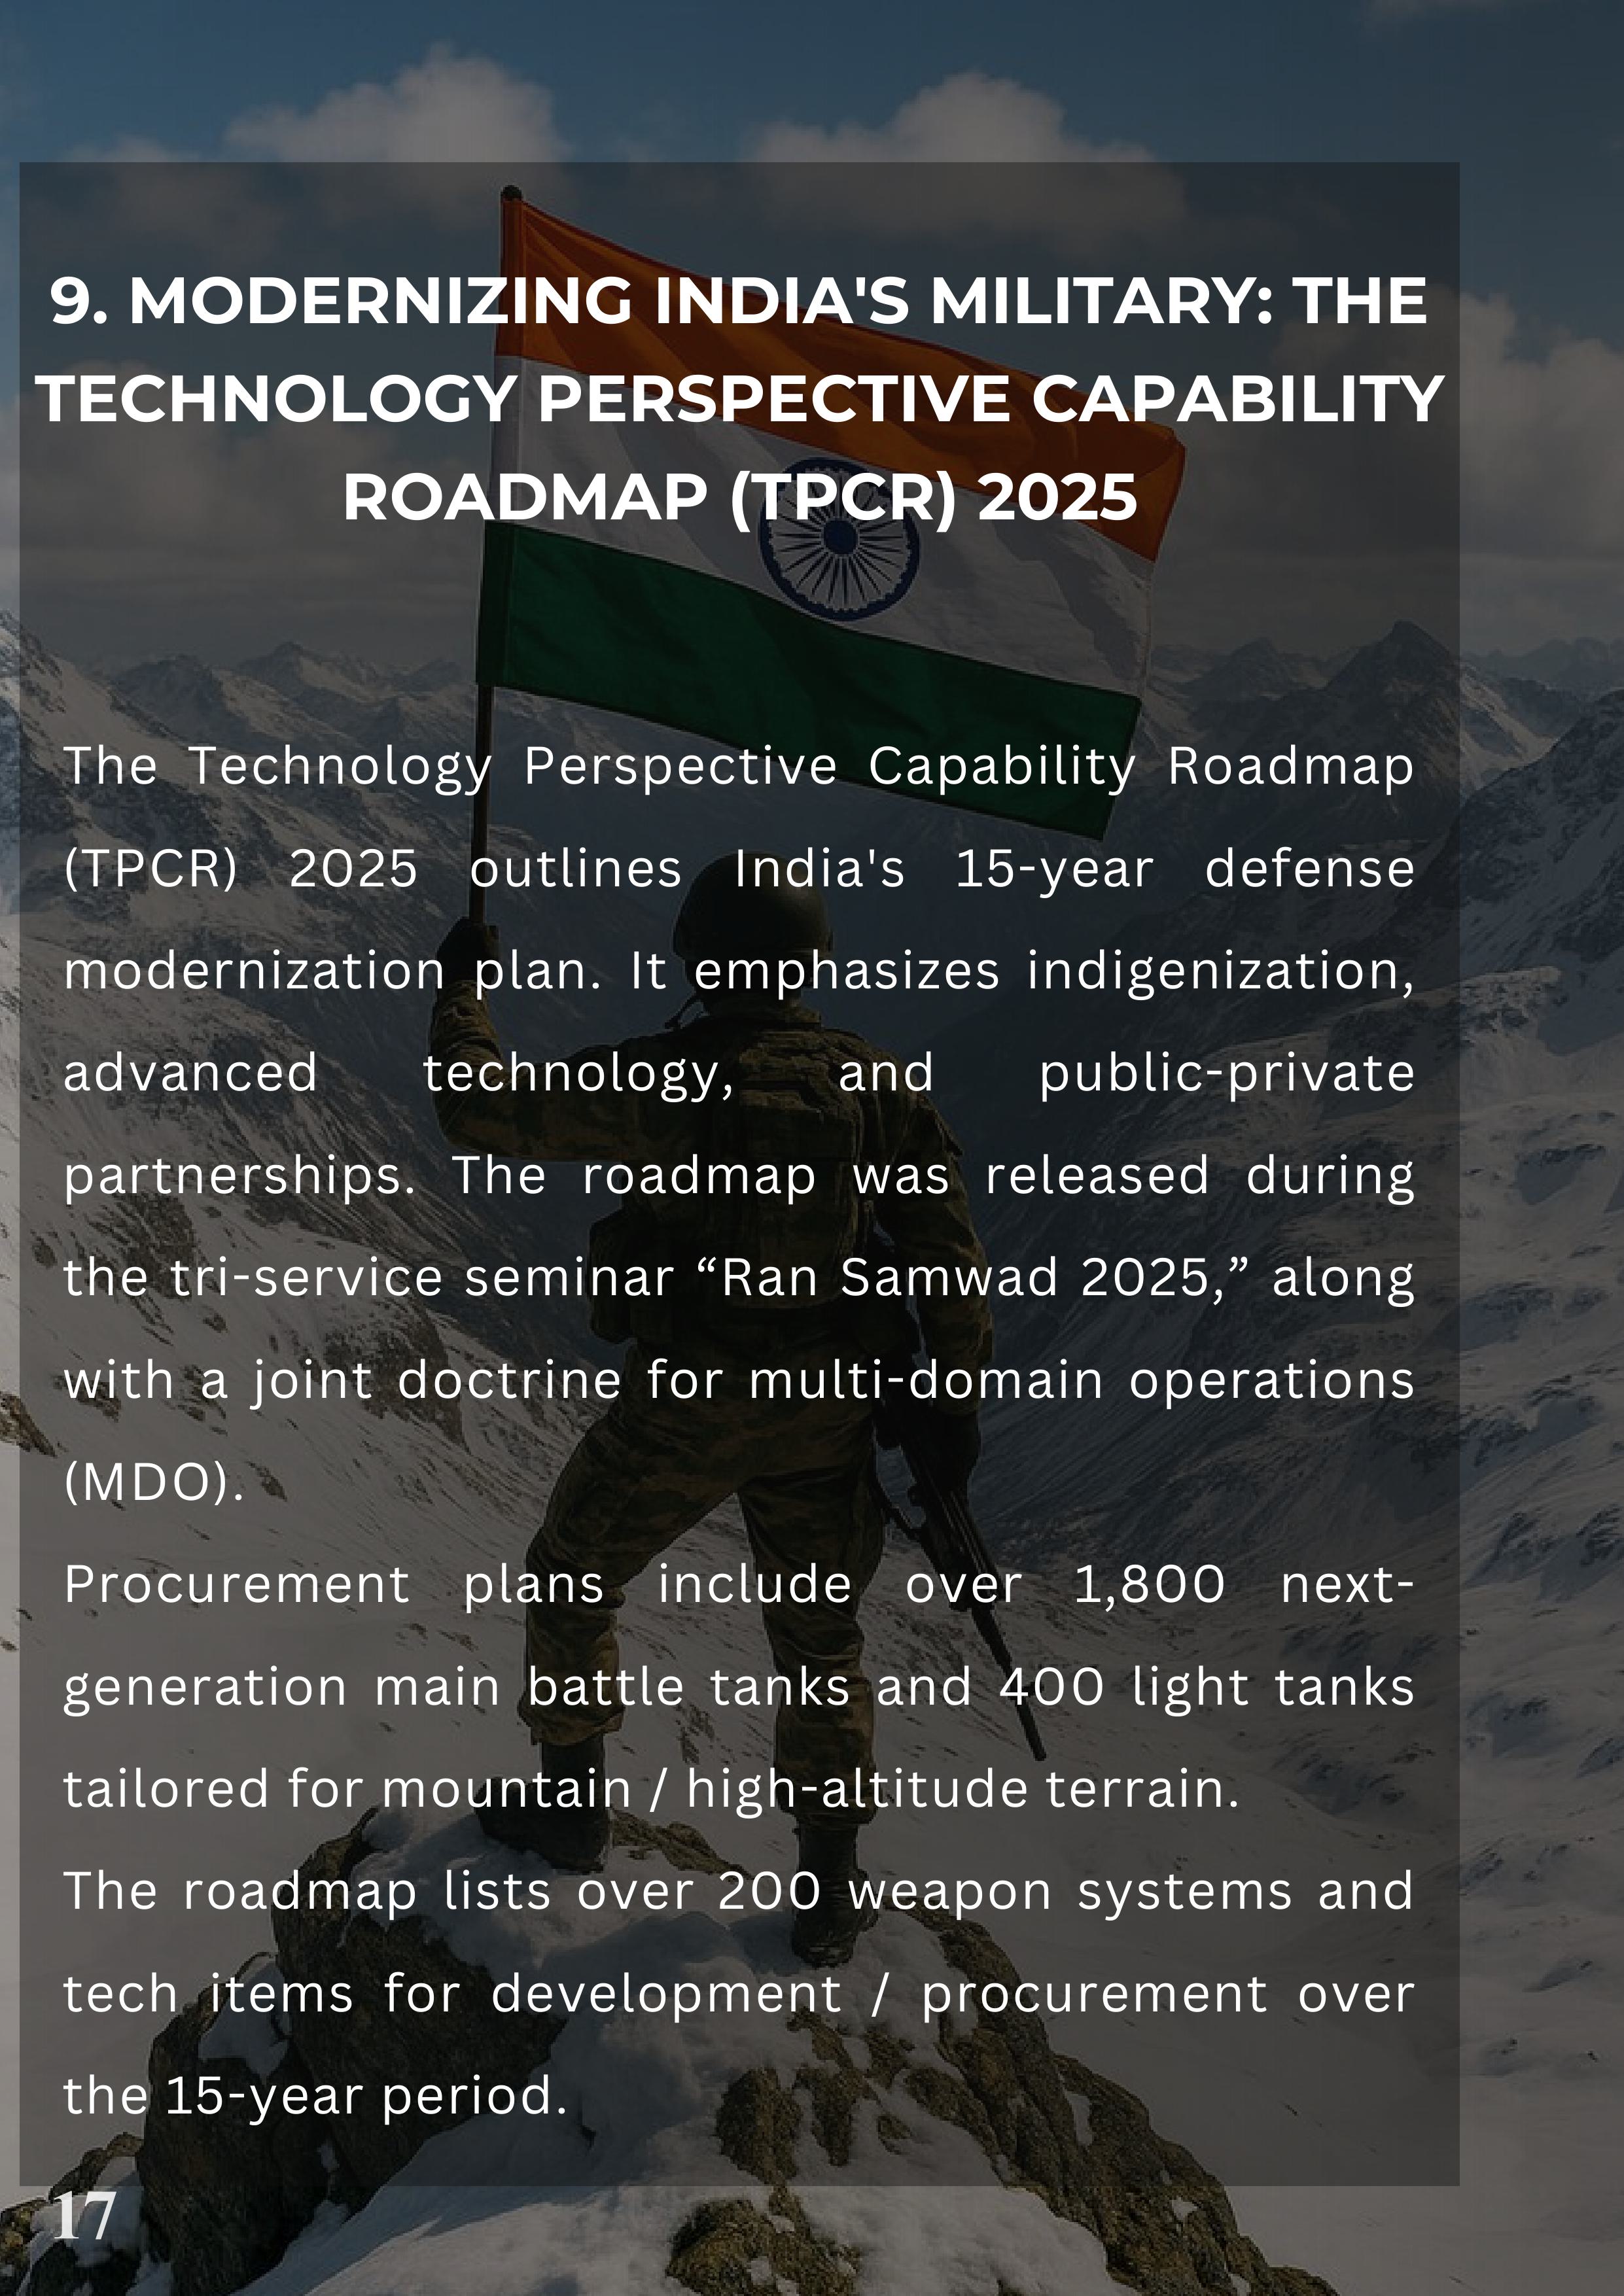 9. MODERNIZING INDIA'S MILITARY: THE
TECHNOLOGY PERSPECTIVE CAPABILITY
ROADMAP (TPCR) 2025
The Technology Perspective Capability Roadmap
(TPCR) 2025 outlines India's 15-year defense
modernization plan. It emphasizes indigenization,
advanced technology, and public-private
partnerships. The roadmap was released during
the tri-service seminar “Ran Samwad 2025,” along
with a joint doctrine for multi-domain operations
(MDO).
Procurement plans include over 1,800 next-
generation main battle tanks and 400 light tanks
tailored for mountain / high-altitude terrain.
The roadmap lists over 200 weapon systems and
tech items for development / procurement over
the 15-year period.
17